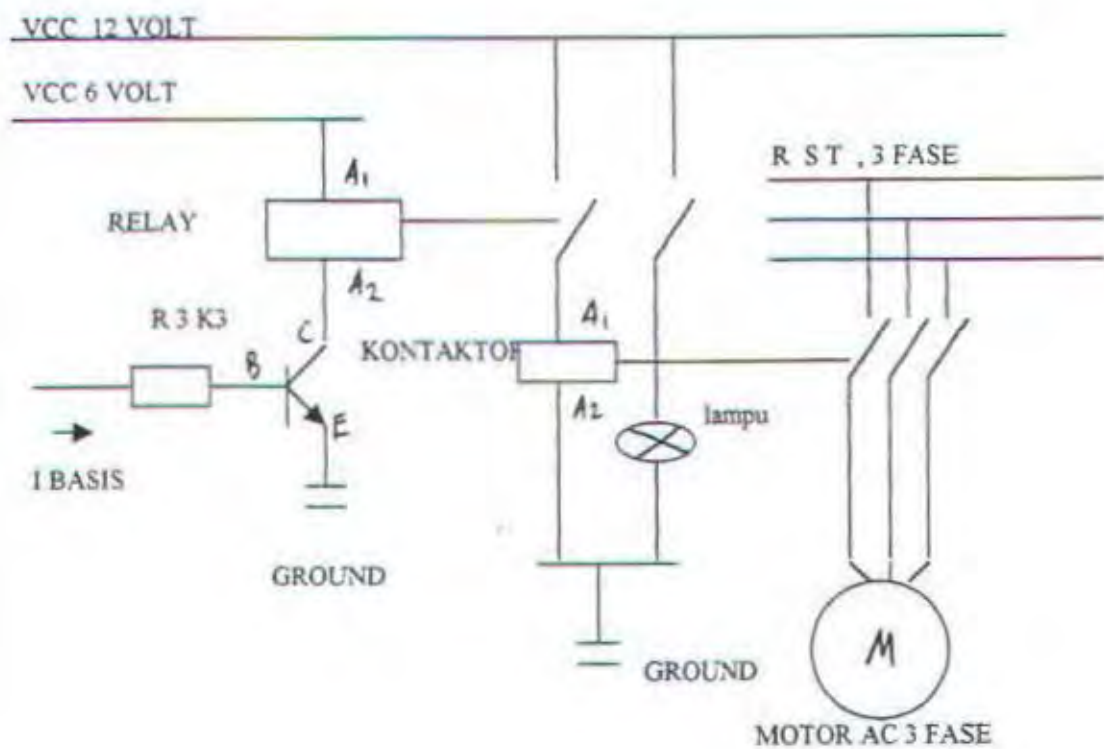 VCC 12 VOLT
VCC 6 VOLT
R S T , 3 FASE
A1
RELAY
A2
R 3 K3
C
B
E
I BASIS
GROUND
KONTAKTOR
A1
A2
lampu
GROUND
M
MOTOR AC 3 FASE